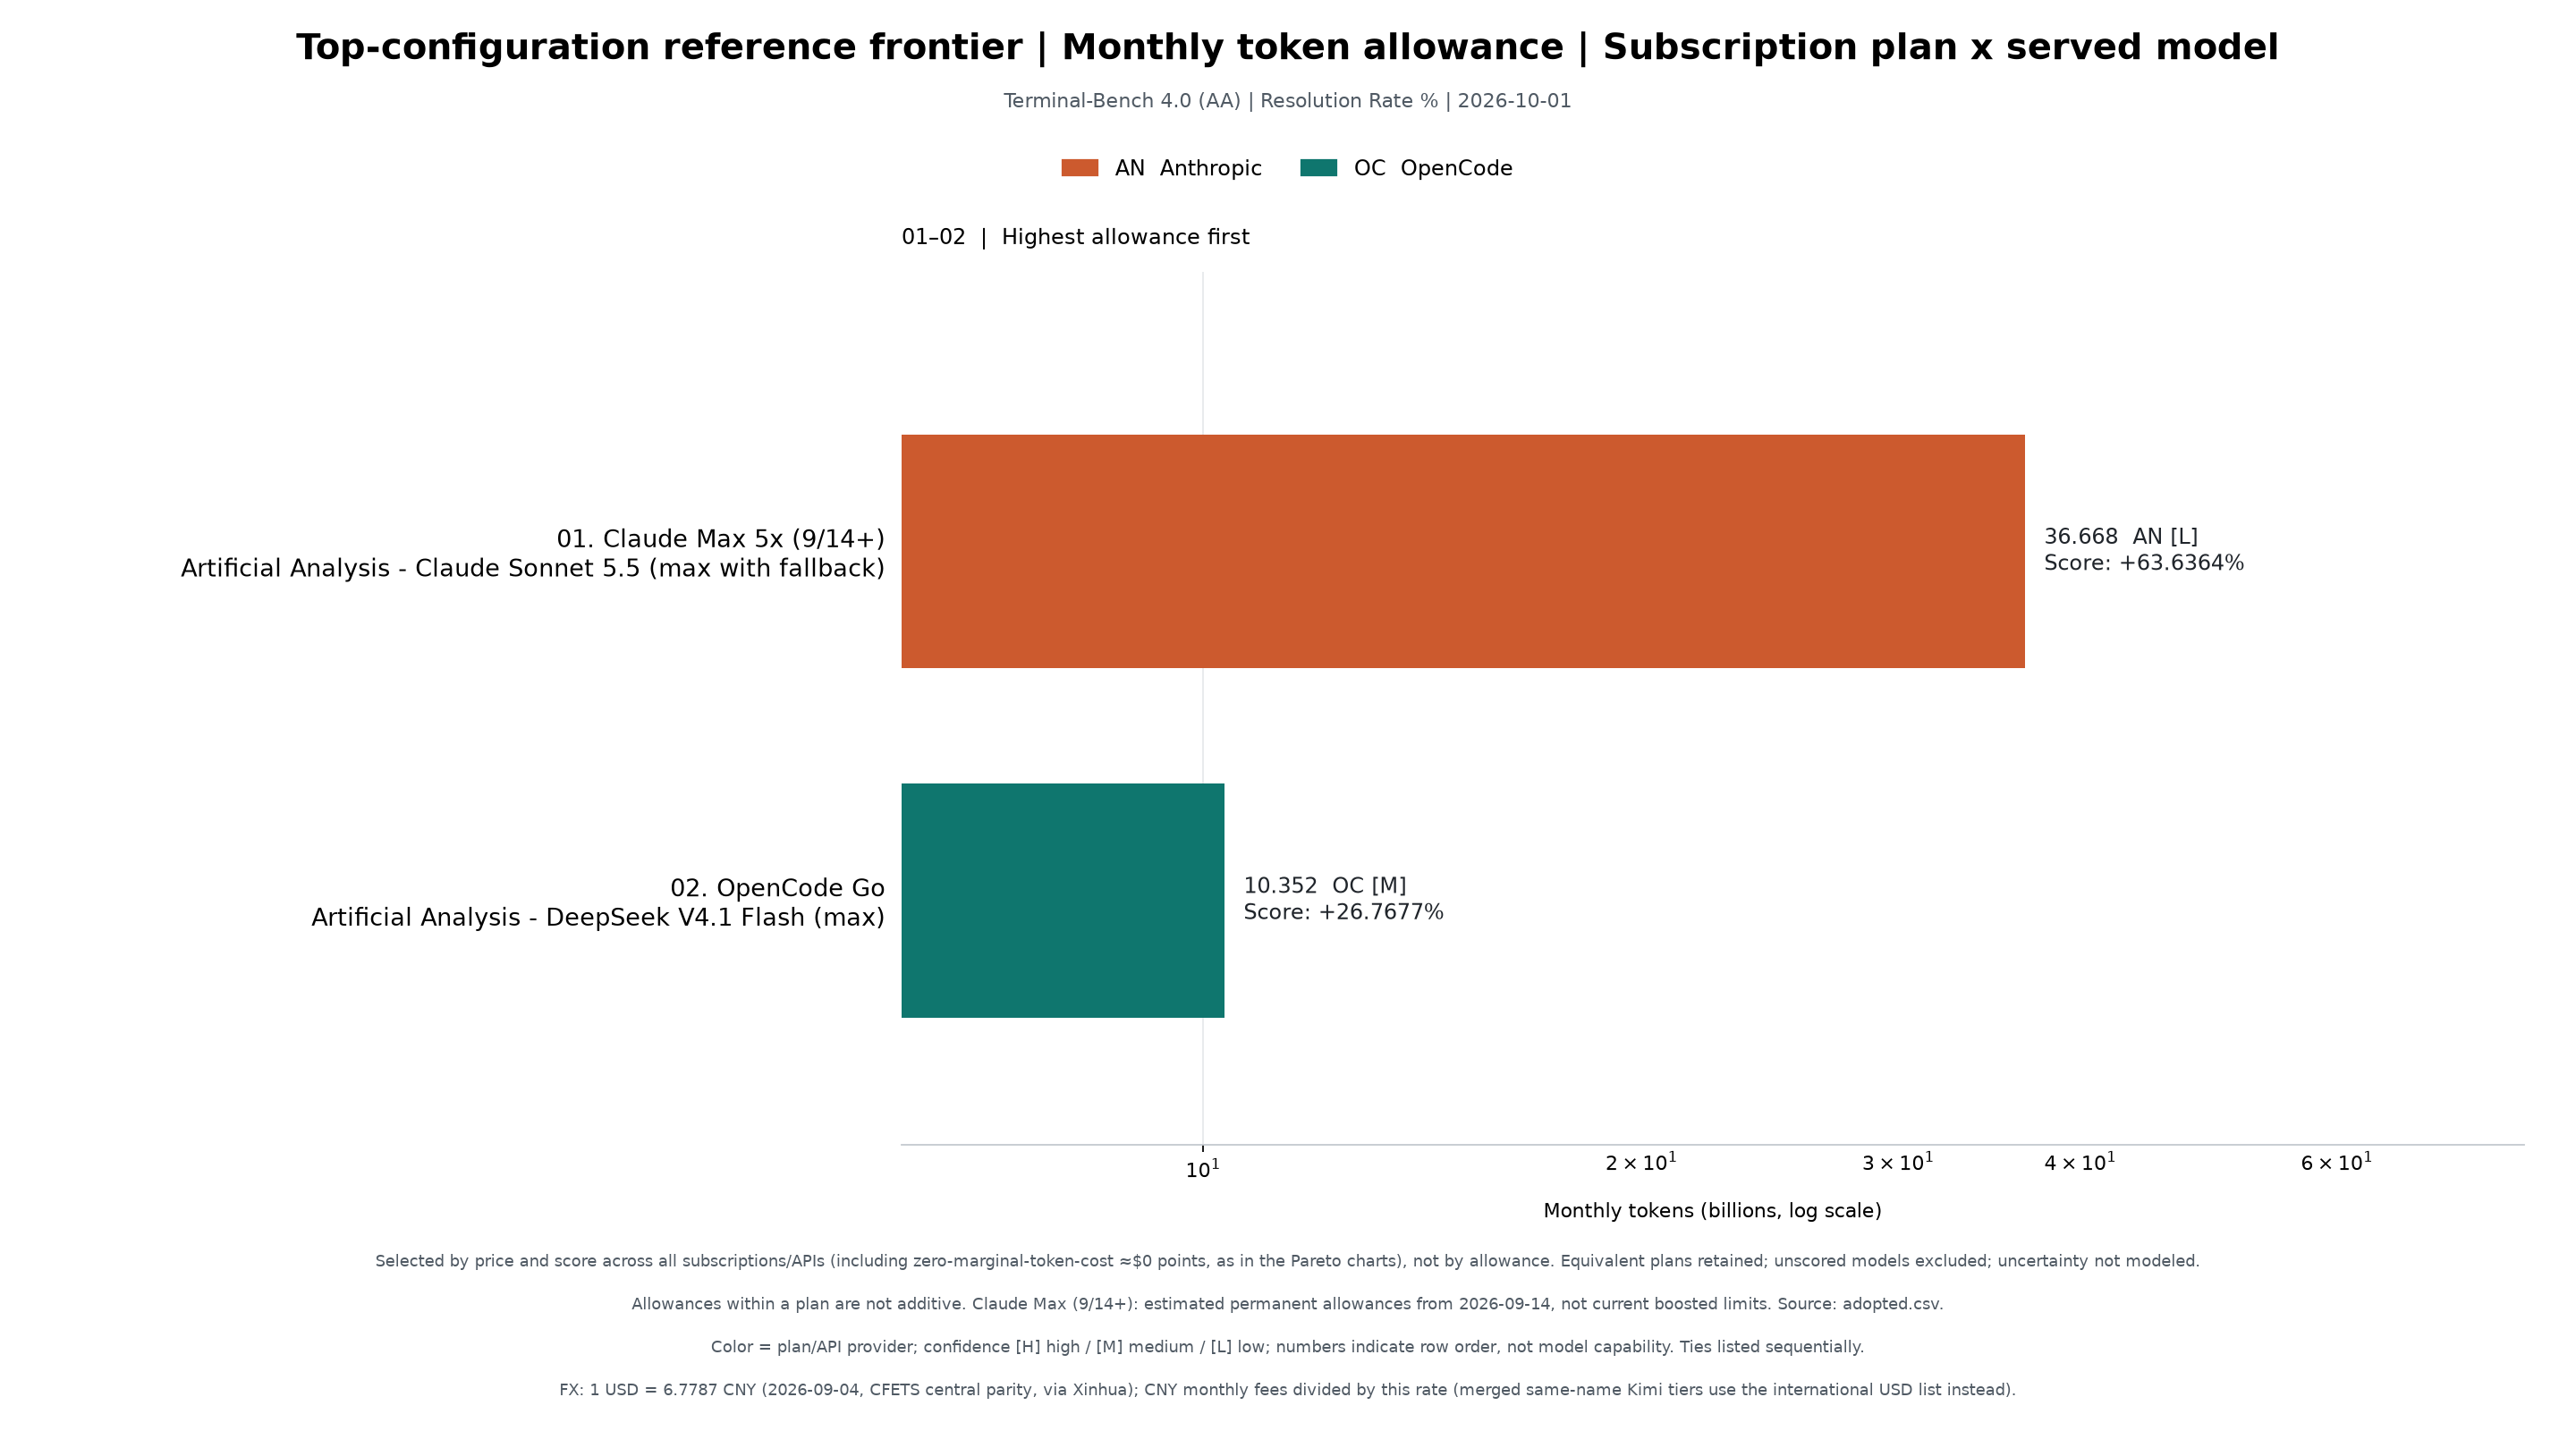 Top-configuration reference frontier | Monthly token allowance | Subscription plan x served model
Terminal-Bench 4.0 (AA) | Resolution Rate % | 2026-10-01
AN  Anthropic  OC  OpenCode
01–02  |  Highest allowance first
01. Claude Max 5x (9/14+)
Artificial Analysis - Claude Sonnet 5.5 (max with fallback)
36.668  AN [L]
Score: +63.6364%
02. OpenCode Go
Artificial Analysis - DeepSeek V4.1 Flash (max)
10.352  OC [M]
Score: +26.7677%
10¹  2 × 10¹  3 × 10¹  4 × 10¹  6 × 10¹
Monthly tokens (billions, log scale)
Selected by price and score across all subscriptions/APIs (including zero-marginal-token-cost ≈$0 points, as in the Pareto charts), not by allowance. Equivalent plans retained; unscored models excluded; uncertainty not modeled.
Allowances within a plan are not additive. Claude Max (9/14+): estimated permanent allowances from 2026-09-14, not current boosted limits. Source: adopted.csv.
Color = plan/API provider; confidence [H] high / [M] medium / [L] low; numbers indicate row order, not model capability. Ties listed sequentially.
FX: 1 USD = 6.7787 CNY (2026-09-04, CFETS central parity, via Xinhua); CNY monthly fees divided by this rate (merged same-name Kimi tiers use the international USD list instead).